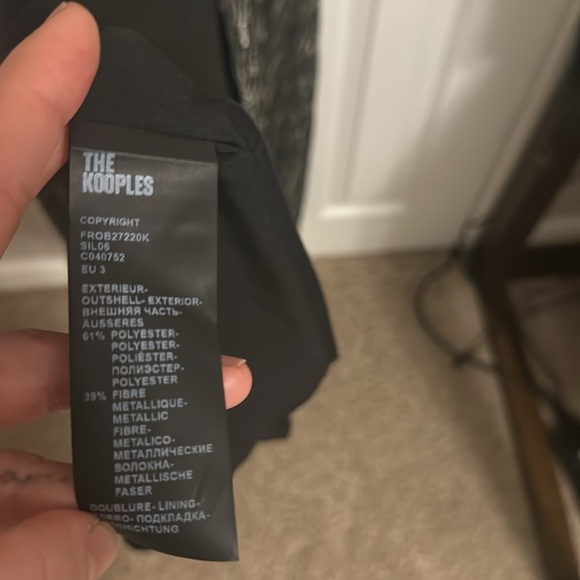 THE
KOOPLES
COPYRIGHT
FROB27220K
SIL06
C040752
EU 3
EXTERIEUR-
OUTSHELL- EXTERIOR-
ВНЕШНЯЯ ЧАСТЬ-
AUSSERES
61% POLYESTER-
POLYESTER-
POLIÉSTER-
ПОЛИЭСТЕР-
POLYESTER
39% FIBRE
METALLIQUE-
METALLIC
FIBRE-
METALICO-
МЕТАЛЛИЧЕСКИЕ
ВОЛОКНА-
METALLISCHE
FASER
DOUBLURE- LINING-
ПОДКЛАДКА-